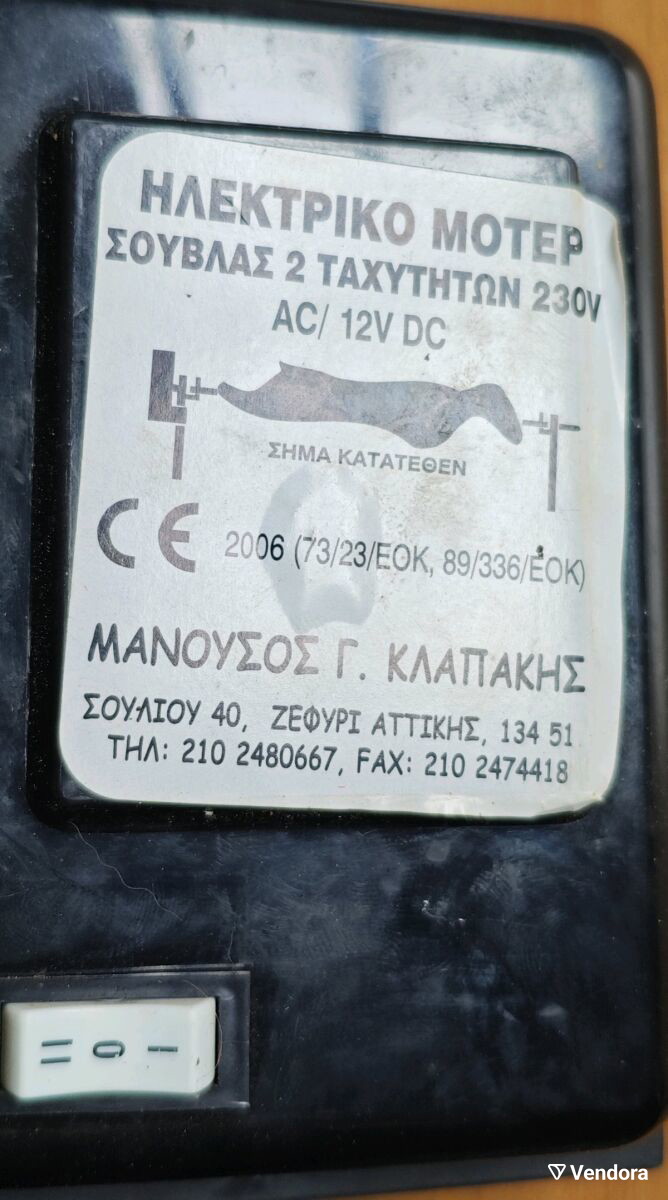 ΗΛΕΚΤΡΙΚΟ ΜΟΤΕΡ
ΣΟΥΒΛΑΣ 2 ΤΑΧΥΤΗΤΩΝ 230V
AC/ 12V DC
ΣΗΜΑ ΚΑΤΑΤΕΘΕΝ
CE 2006 (73/23/ΕΟΚ, 89/336/ΕΟΚ)
ΜΑΝΟΥΣΟΣ Γ. ΚΛΑΠΑΚΗΣ
ΣΟΥΛΙΟΥ 40, ΖΕΦΥΡΙ ΑΤΤΙΚΗΣ, 134 51
ΤΗΛ: 210 2480667, FAX: 210 2474418
II O I
Vendora